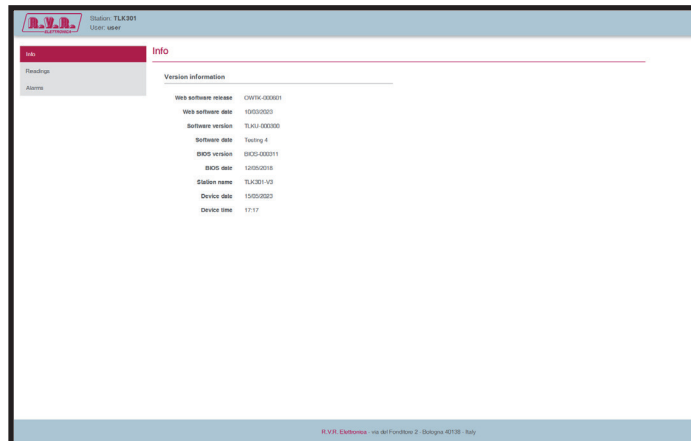 R.V.R.
ELETTRONICA
Station: TLK301
User: user
Info
Readings
Alarms
Info
Version information
Web software release OWTK-000601
Web software date 10/03/2023
Software version TLKU-000300
Software date Testing 4
BIOS version BIOS-000311
BIOS date 12/05/2016
Station name TLK301-V3
Device date 15/05/2023
Device time 17:17
R.V.R. Elettronica - via del Fonditore 2 - Bologna 40138 - Italy